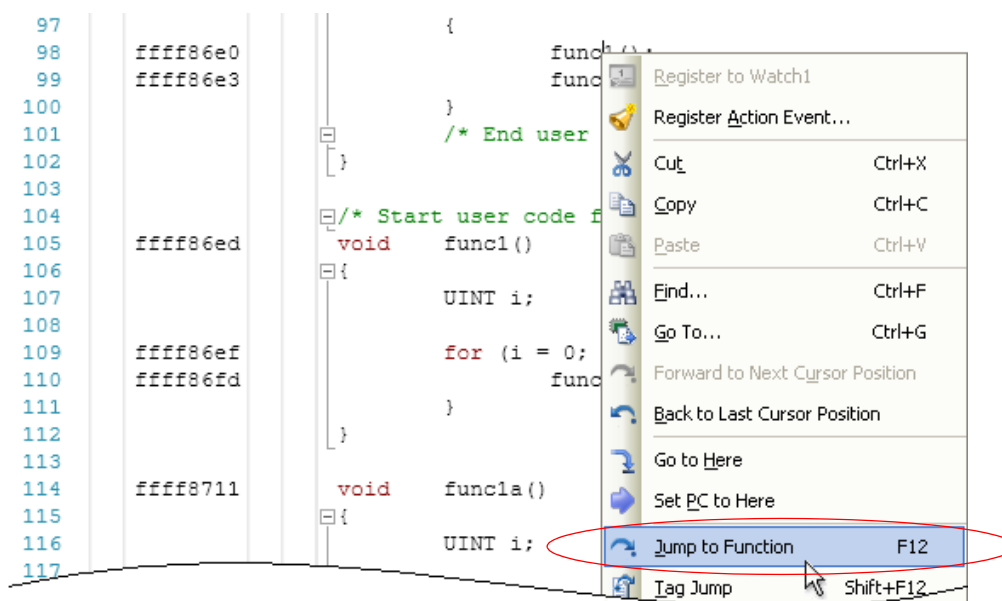 97 {
98 ffff86e0 func1();
99 ffff86e3 func
100 }
101 /* End user
102 }
103
104 /* Start user code f
105 ffff86ed void func1()
106 {
107 UINT i;
108
109 ffff86ef for (i = 0;
110 ffff86fd func
111 }
112 }
113
114 ffff8711 void func1a()
115 {
116 UINT i;
117
Register to Watch1
Register Action Event...
Cut Ctrl+X
Copy Ctrl+C
Paste Ctrl+V
Find... Ctrl+F
Go To... Ctrl+G
Forward to Next Cursor Position
Back to Last Cursor Position
Go to Here
Set PC to Here
Jump to Function F12
Tag Jump Shift+F12